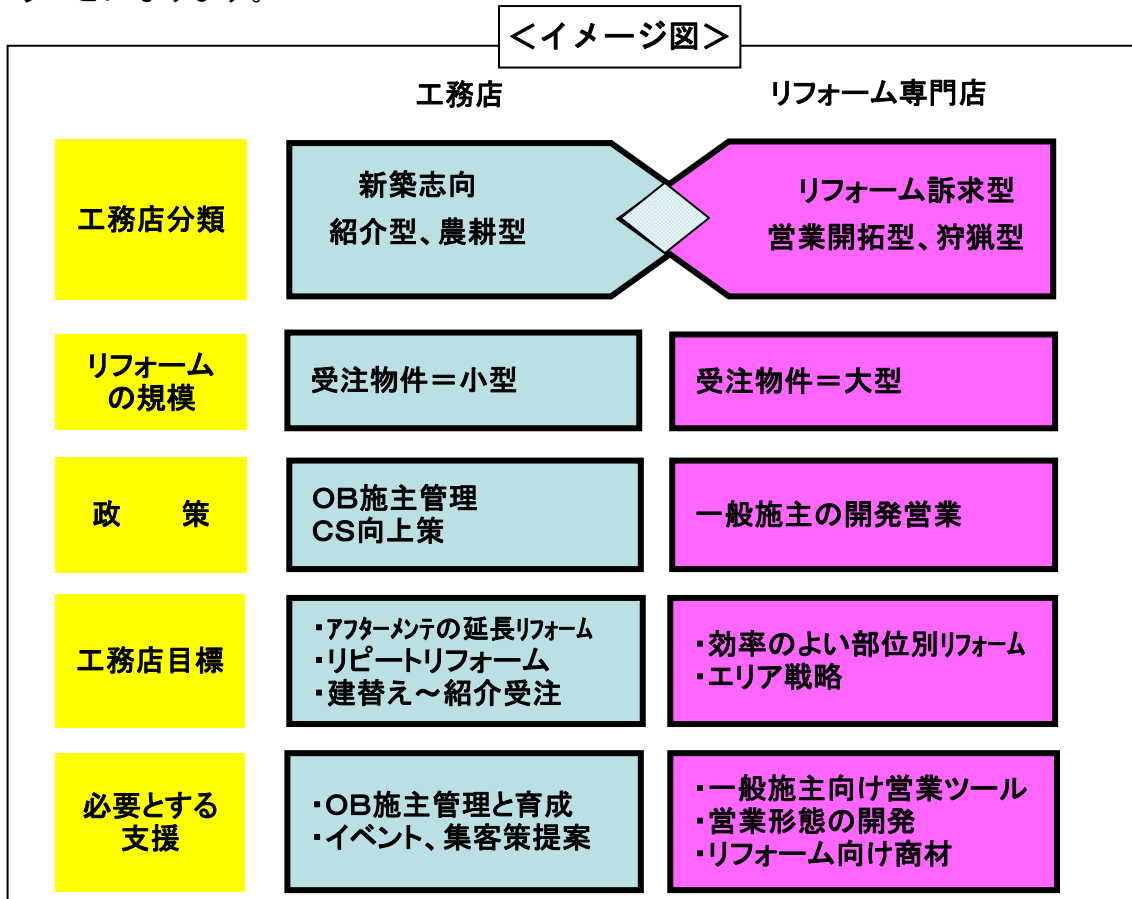 ＜イメージ図＞
工務店
リフォーム専門店
工務店分類
新築志向
紹介型、農耕型
リフォーム訴求型
営業開拓型、狩猟型
リフォーム
の規模
受注物件＝小型
受注物件＝大型
政　　策
ＯＢ施主管理
ＣＳ向上策
一般施主の開発営業
工務店目標
・ｱﾌﾀｰﾒﾝﾃの延長ﾘﾌｫｰﾑ
・リピートリフォーム
・建替え～紹介受注
・効率のよい部位別ﾘﾌｫｰﾑ
・エリア戦略
必要とする
支援
・ＯＢ施主管理と育成
・イベント、集客策提案
・一般施主向け営業ツール
・営業形態の開発
・リフォーム向け商材